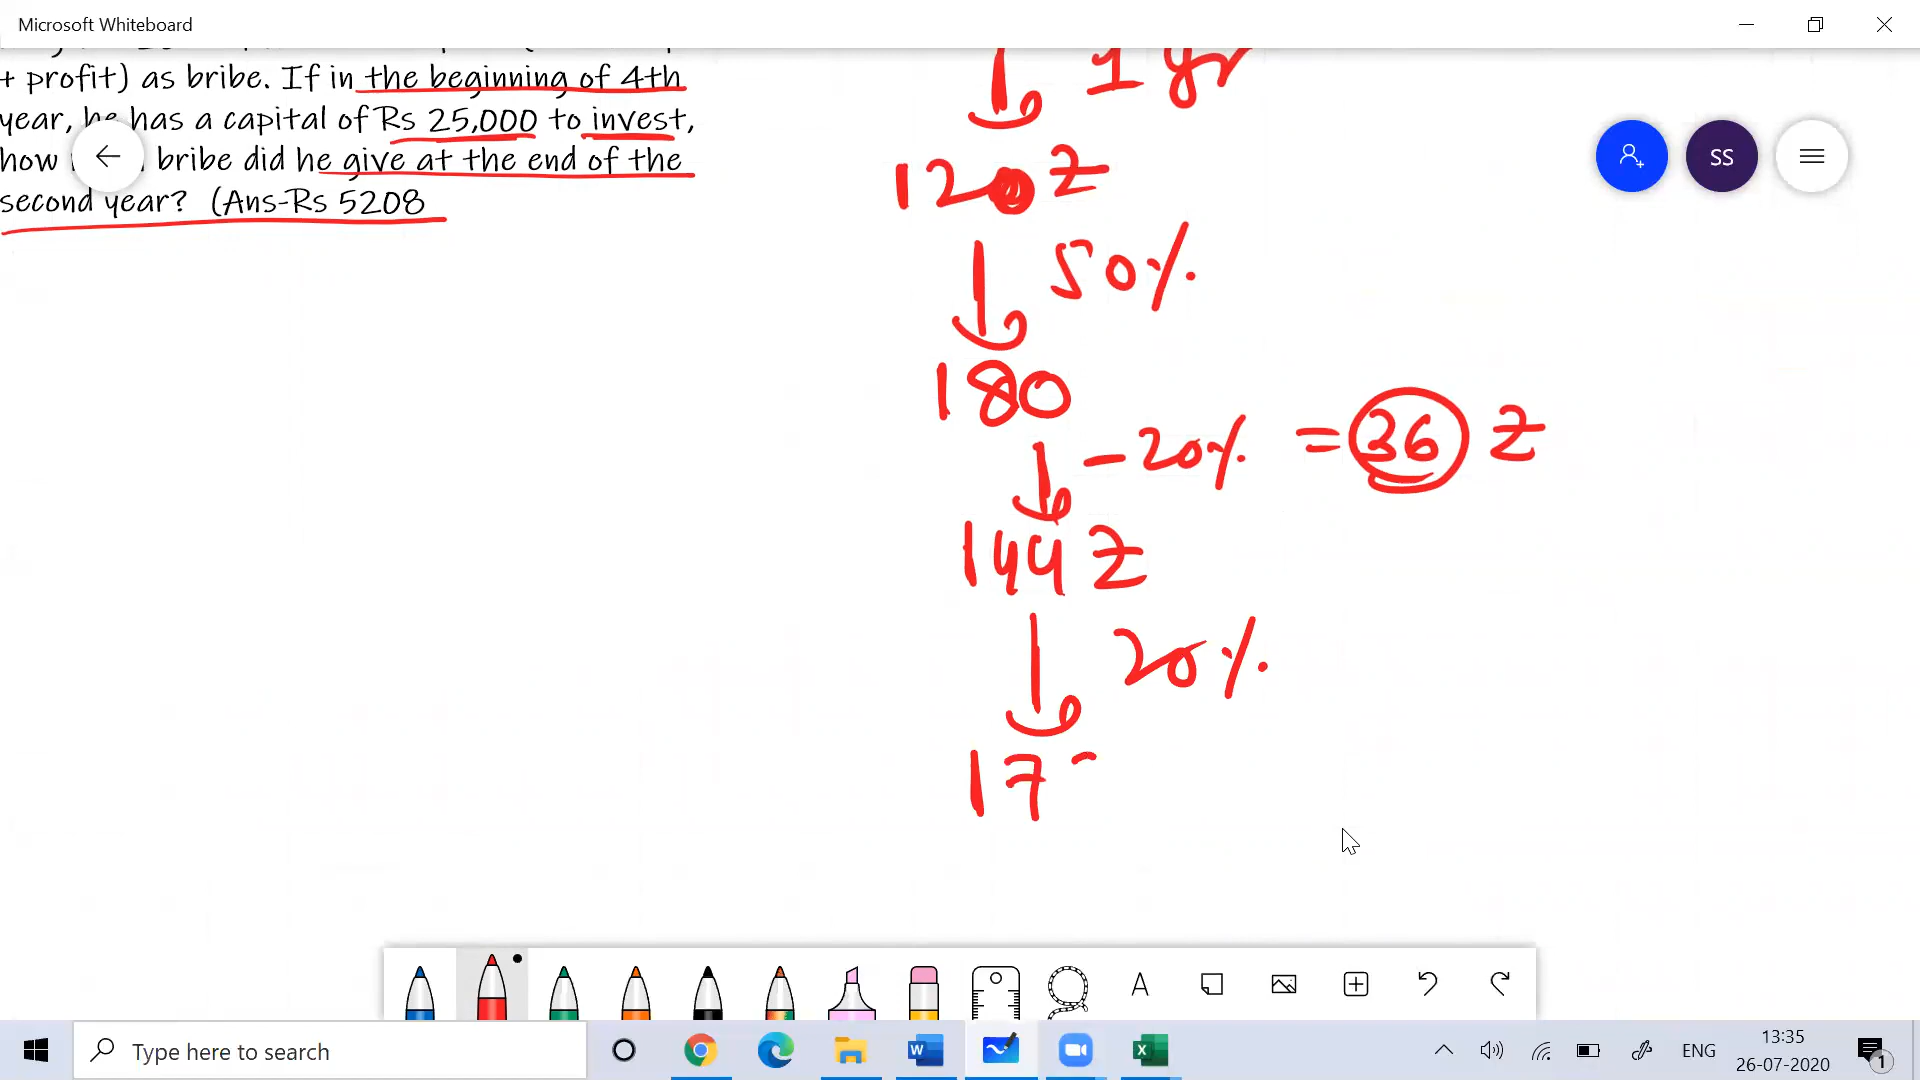 Microsoft Whiteboard
+ profit) as bribe. If in the beginning of 4th
year, he has a capital of Rs 25,000 to invest,
how bribe did he give at the end of the
second year? (Ans-Rs 5208
1 yr
120 Z
50%
180
-20% = 36 Z
144 Z
20%
17
SS
A
Type here to search
W
X
ENG
13:35
26-07-2020
1